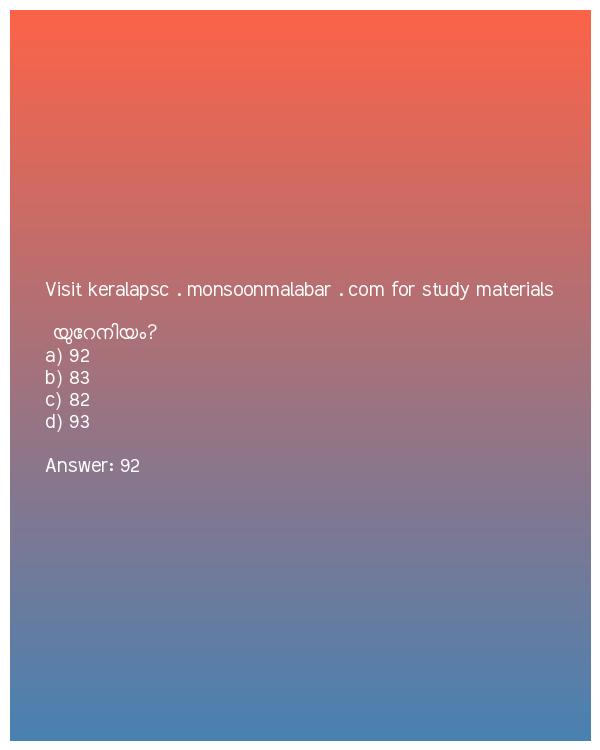 Visit keralapsc . monsoonmalabar . com for study materials
യുറേനിയം?
a) 92
b) 83
c) 82
d) 93
Answer: 92